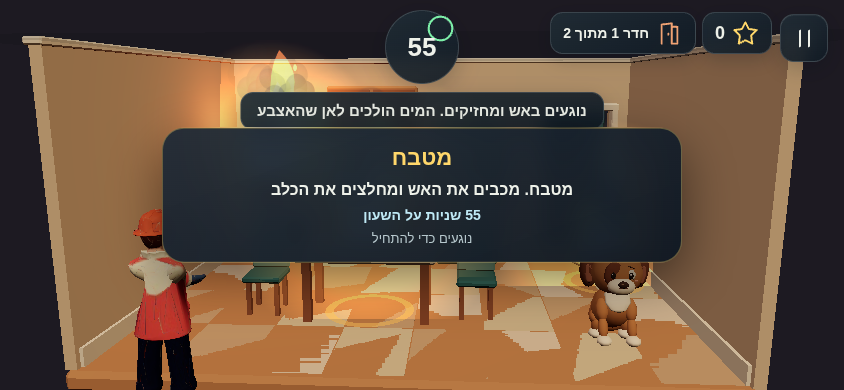 0
חדר 1 מתוך 2
55
נוגעים באש ומחזיקים. המים הולכים לאן שהאצבע
מטבח
מטבח. מכבים את האש ומחלצים את הכלב
55 שניות על השעון
נוגעים כדי להתחיל